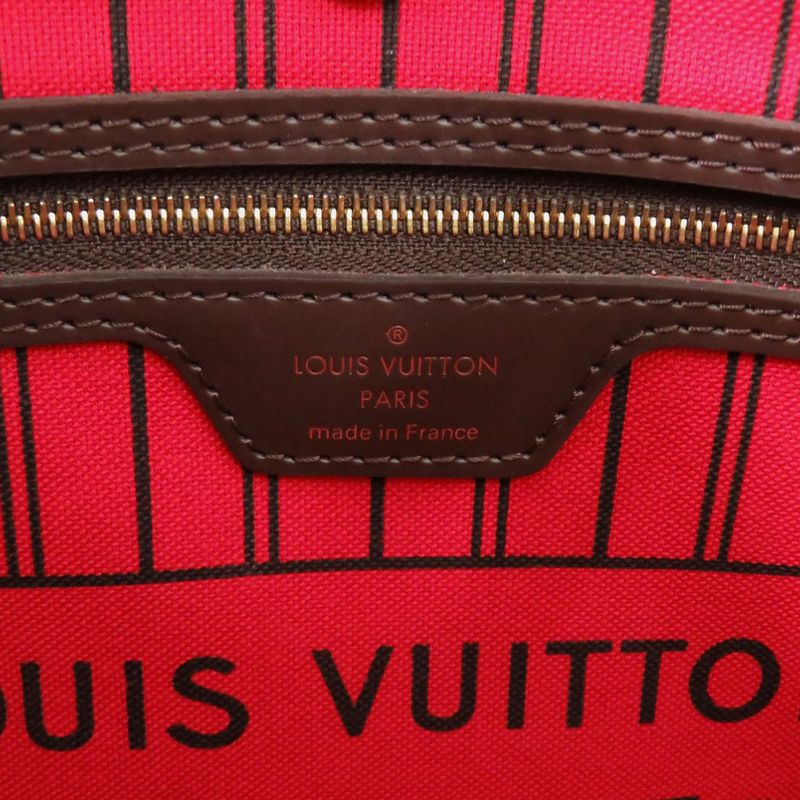 ®
LOUIS VUITTON
PARIS
made in France
OUIS VUITTO